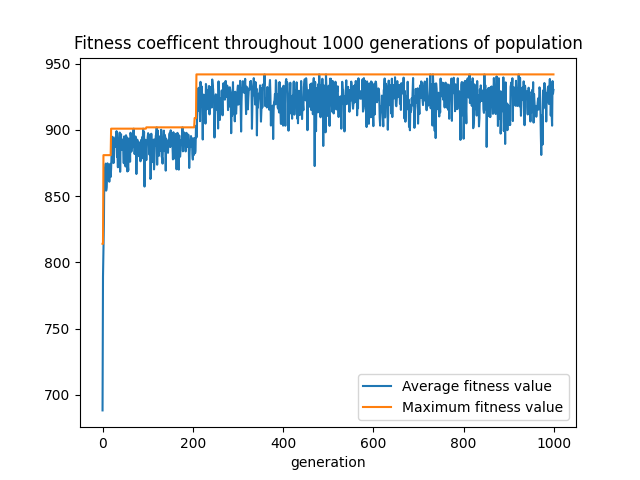 Fitness coefficent throughout 1000 generations of population
950
900
850
800
750
700
0 200 400 600 800 1000
generation
Average fitness value
Maximum fitness value